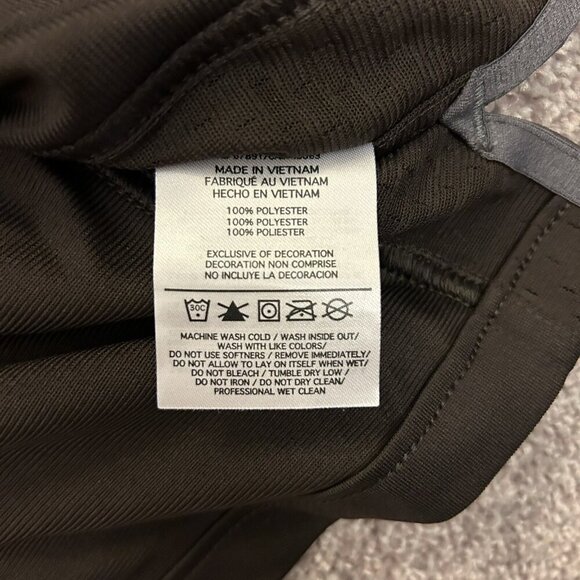 MADE IN VIETNAM
FABRIQUÉ AU VIETNAM
HECHO EN VIETNAM
100% POLYESTER
100% POLYESTER
100% POLIESTER
EXCLUSIVE OF DECORATION
DECORATION NON COMPRISE
NO INCLUYE LA DECORACIÓN
30C
MACHINE WASH COLD / WASH INSIDE OUT/
WASH WITH LIKE COLORS/
DO NOT USE SOFTNERS / REMOVE IMMEDIATELY/
DO NOT ALLOW TO LAY ON ITSELF WHEN WET/
DO NOT BLEACH / TUMBLE DRY LOW /
DO NOT IRON / DO NOT DRY CLEAN/
PROFESSIONAL WET CLEAN